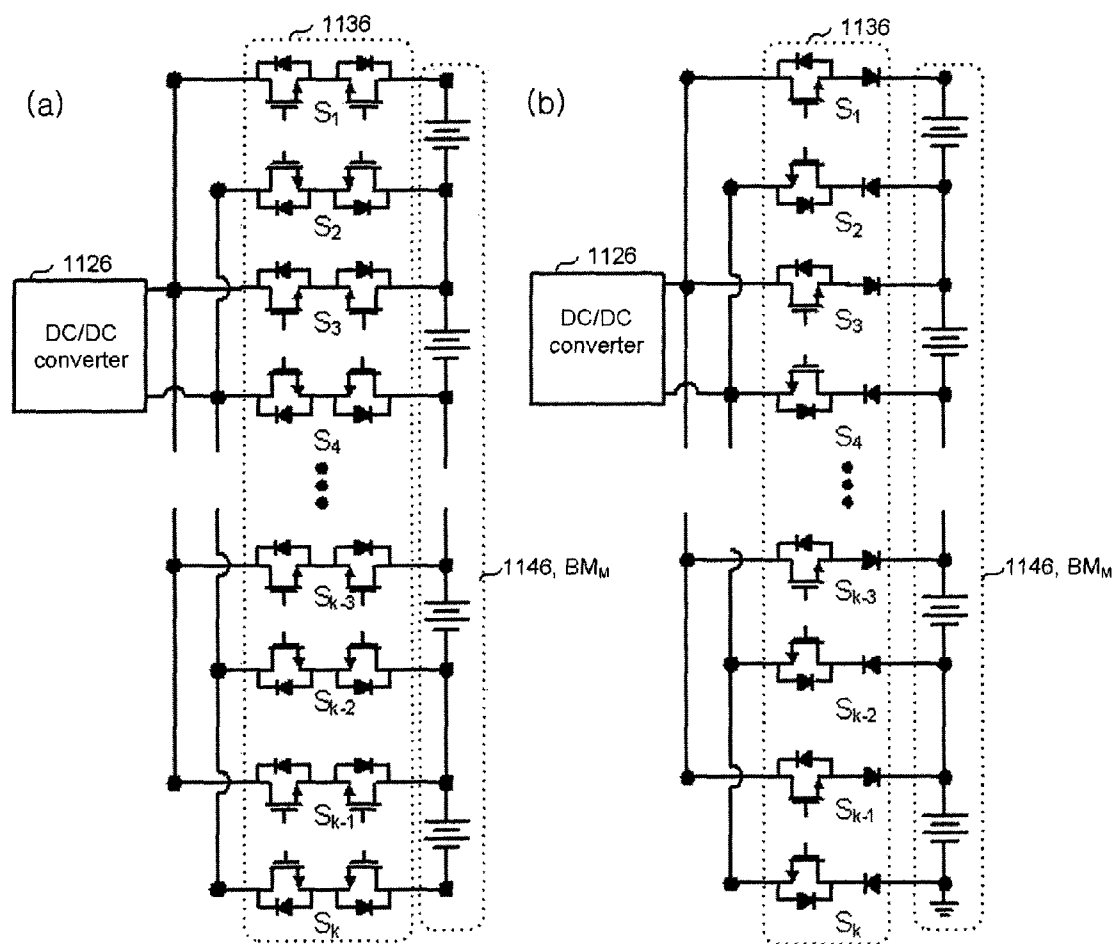 (a)
1136
S1
S2
1126
DC/DC
converter
S3
S4
Sk-3
1146, BMM
Sk-2
Sk-1
Sk
(b)
1136
S1
S2
1126
DC/DC
converter
S3
S4
Sk-3
1146, BMM
Sk-2
Sk-1
Sk